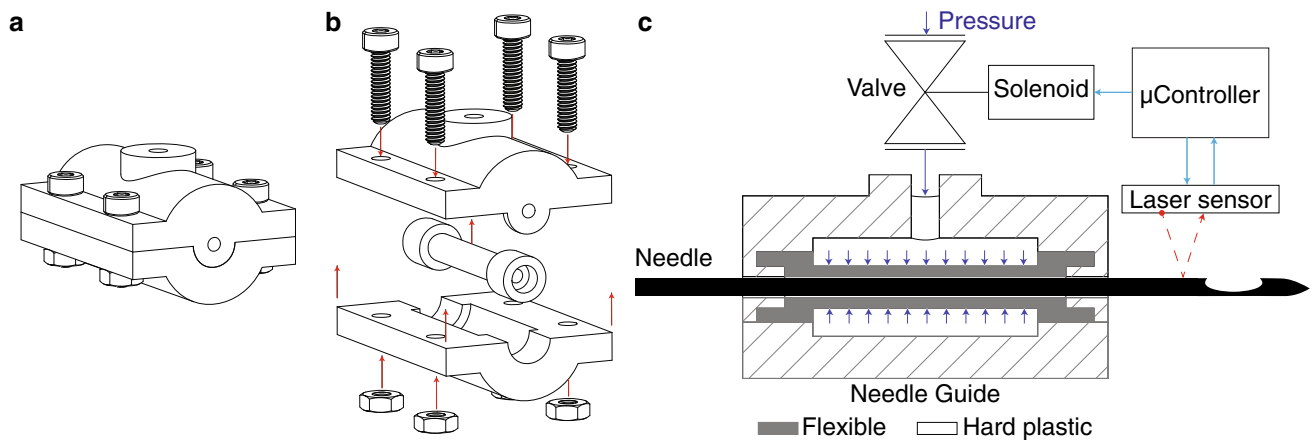 a
b
c
Pressure
Valve
Solenoid
µController
Laser sensor
Needle
Needle Guide
Flexible
Hard plastic